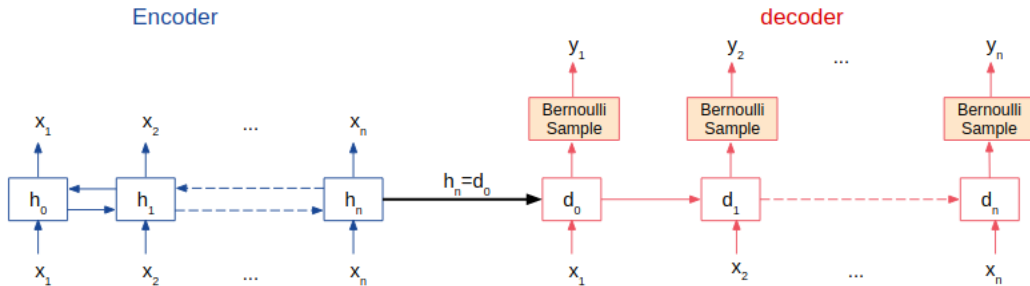 Encoder
decoder
y₁ y₂ ... yₙ
Bernoulli Sample
Bernoulli Sample
Bernoulli Sample
x₁ x₂ ... xₙ
h₀ h₁ hₙ
hₙ=d₀
d₀ d₁ dₙ
x₁ x₂ ... xₙ
x₁ x₂ ... xₙ